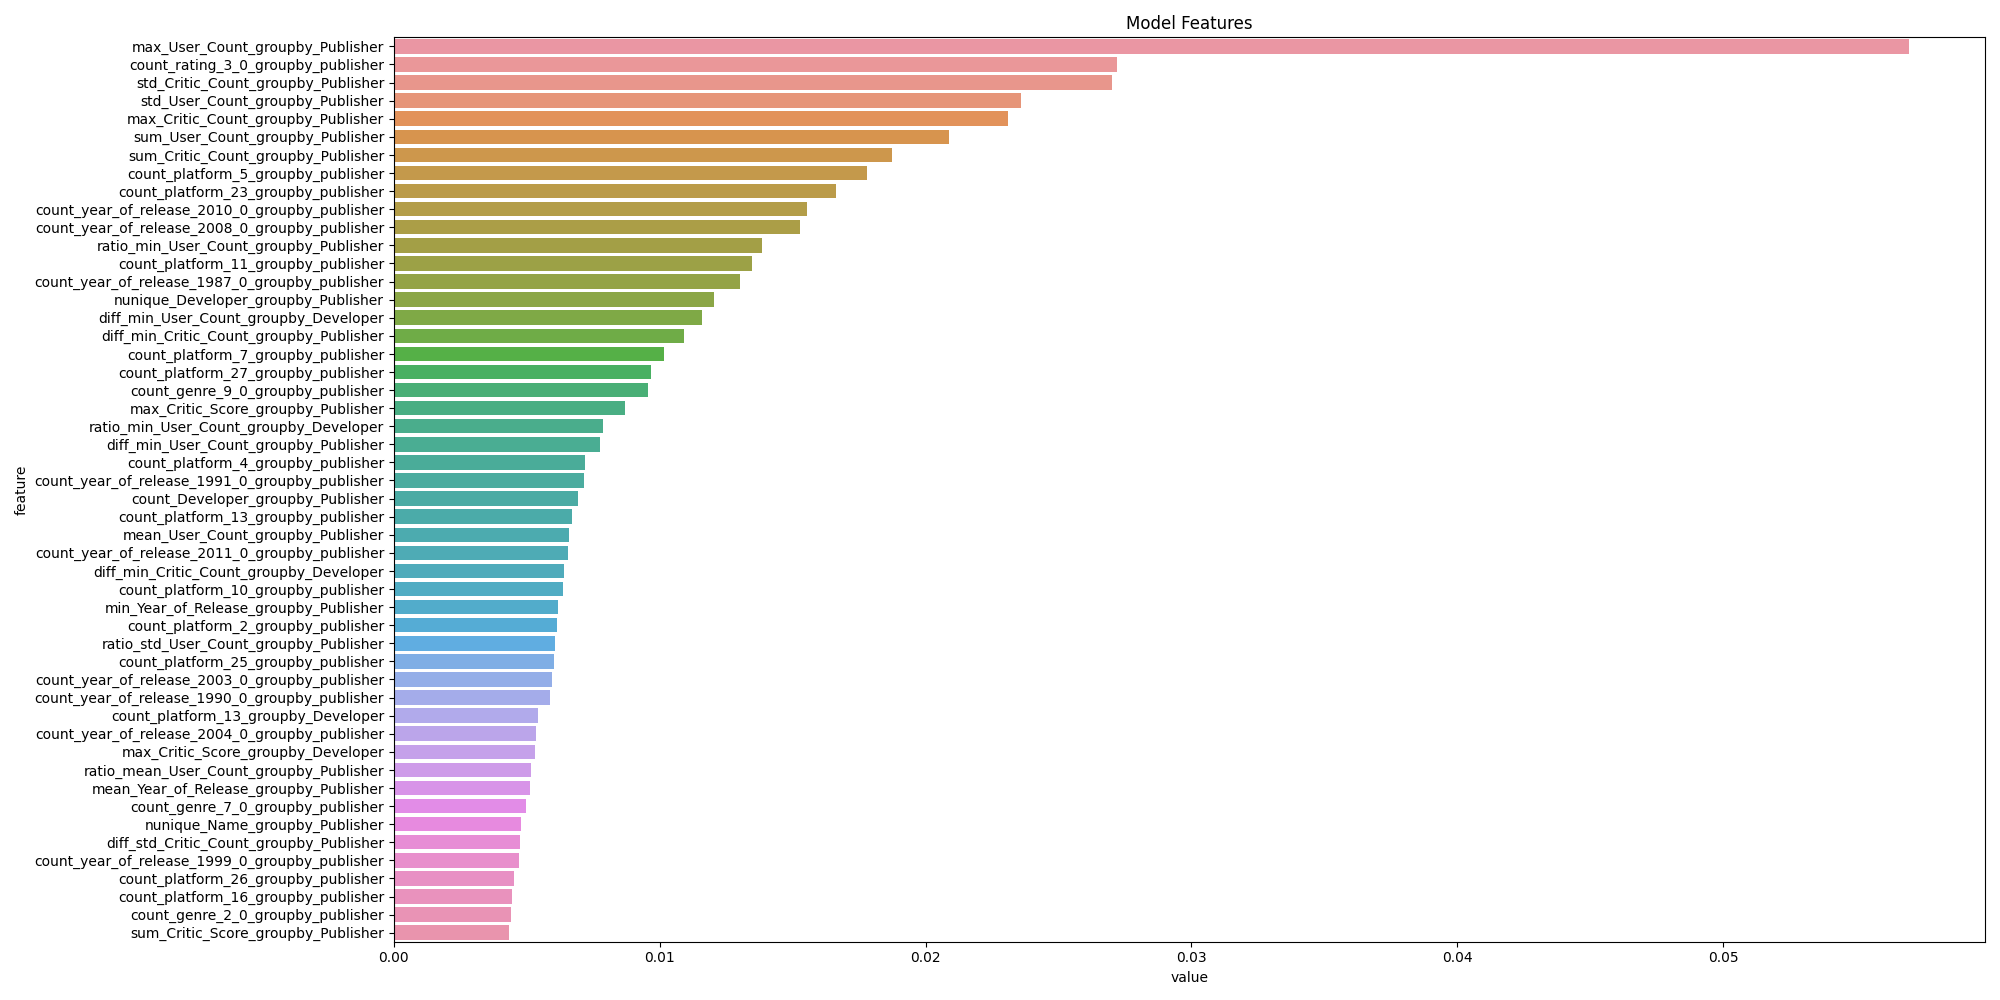 Model Features
max_User_Count_groupby_Publisher
count_rating_3_0_groupby_publisher
std_Critic_Count_groupby_Publisher
std_User_Count_groupby_Publisher
max_Critic_Count_groupby_Publisher
sum_User_Count_groupby_Publisher
sum_Critic_Count_groupby_Publisher
count_platform_5_groupby_publisher
count_platform_23_groupby_publisher
count_year_of_release_2010_0_groupby_publisher
count_year_of_release_2008_0_groupby_publisher
ratio_min_User_Count_groupby_Publisher
count_platform_11_groupby_publisher
count_year_of_release_1987_0_groupby_publisher
nunique_Developer_groupby_Publisher
diff_min_User_Count_groupby_Developer
diff_min_Critic_Count_groupby_Publisher
count_platform_7_groupby_publisher
count_platform_27_groupby_publisher
count_genre_9_0_groupby_publisher
max_Critic_Score_groupby_Publisher
ratio_min_User_Count_groupby_Developer
diff_min_User_Count_groupby_Publisher
count_platform_4_groupby_publisher
count_year_of_release_1991_0_groupby_publisher
count_Developer_groupby_Publisher
count_platform_13_groupby_publisher
mean_User_Count_groupby_Publisher
count_year_of_release_2011_0_groupby_publisher
diff_min_Critic_Count_groupby_Developer
count_platform_10_groupby_publisher
min_Year_of_Release_groupby_Publisher
count_platform_2_groupby_publisher
ratio_std_User_Count_groupby_Publisher
count_platform_25_groupby_publisher
count_year_of_release_2003_0_groupby_publisher
count_year_of_release_1990_0_groupby_publisher
count_platform_13_groupby_Developer
count_year_of_release_2004_0_groupby_publisher
max_Critic_Score_groupby_Developer
ratio_mean_User_Count_groupby_Publisher
mean_Year_of_Release_groupby_Publisher
count_genre_7_0_groupby_publisher
nunique_Name_groupby_Publisher
diff_std_Critic_Count_groupby_Publisher
count_year_of_release_1999_0_groupby_publisher
count_platform_26_groupby_publisher
count_platform_16_groupby_publisher
count_genre_2_0_groupby_publisher
sum_Critic_Score_groupby_Publisher
feature
0.00 0.01 0.02 0.03 0.04 0.05
value